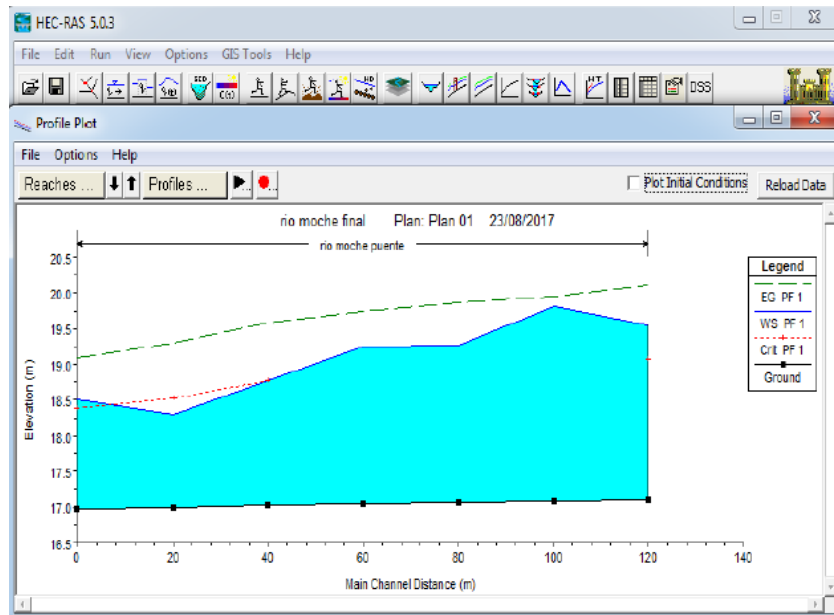 HEC-RAS 5.0.3
File Edit Run View Options GIS Tools Help
DSS
Profile Plot
File Options Help
Reaches ... Profiles ... Plot Initial Conditions Reload Data
rio moche final Plan: Plan 01 23/08/2017
rio moche puente
Legend
EG PF 1
WS PF 1
Crit PF 1
Ground
20.5
20.0
19.5
19.0
18.5
18.0
17.5
17.0
16.5
Elevation (m)
0 20 40 60 80 100 120 140
Main Channel Distance (m)